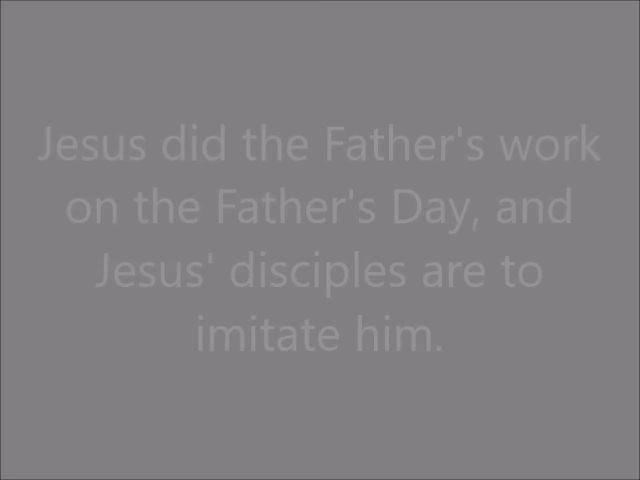 Jesus did the Father's work
on the Father's Day, and
Jesus' disciples are to
imitate him.